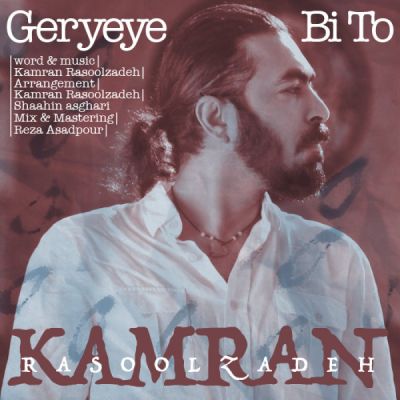 Geryeye Bi To
|word & music|
Kamran Rasoolzadeh|
Arrangement|
Kamran Rasoolzadeh|
Shaahin asghari
Mix & Mastering|
|Reza Asadpour|
KAMRAN
RASOOLZADEH